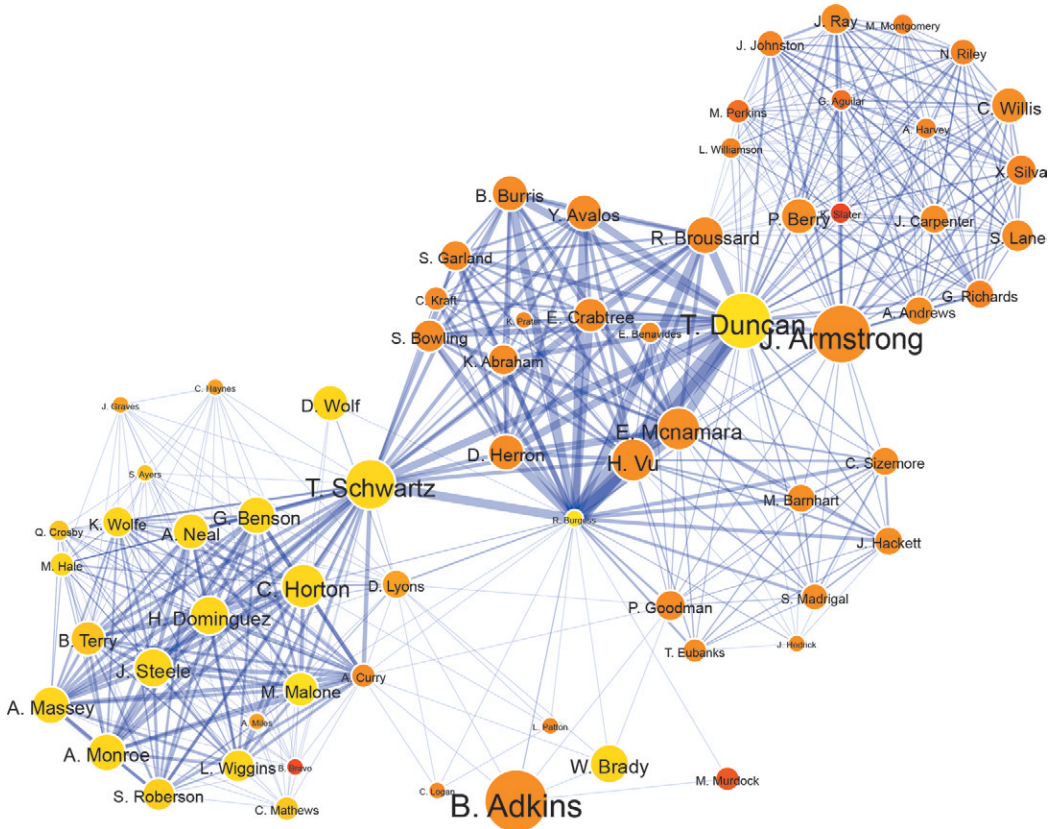 J. Ray
M. Montgomery
J. Johnston
N. Riley
G. Aguilar
C. Willis
M. Perkins
A. Harvey
L. Williamson
X. Silva
B. Burris
Y. Avalos
P. Berry
K. Slater
J. Carpenter
R. Broussard
S. Lane
S. Garland
C. Kraft
G. Richards
K. Prater
E. Crabtree
T. Duncan
A. Andrews
S. Bowling
E. Benavides
J. Armstrong
K. Abraham
C. Haynes
J. Graves
D. Wolf
E. Mcnamara
D. Herron
H. Vu
C. Sizemore
S. Ayers
T. Schwartz
M. Barnhart
G. Benson
R. Burgess
Q. Crosby
K. Wolfe
A. Neal
J. Hackett
M. Hale
C. Horton
D. Lyons
S. Madrigal
P. Goodman
H. Dominguez
B. Terry
J. Hedrick
T. Eubanks
J. Steele
A. Curry
M. Malone
A. Massey
A. Miles
L. Patton
A. Monroe
L. Wiggins
B. Bravo
W. Brady
M. Murdock
S. Roberson
C. Logan
B. Adkins
C. Mathews